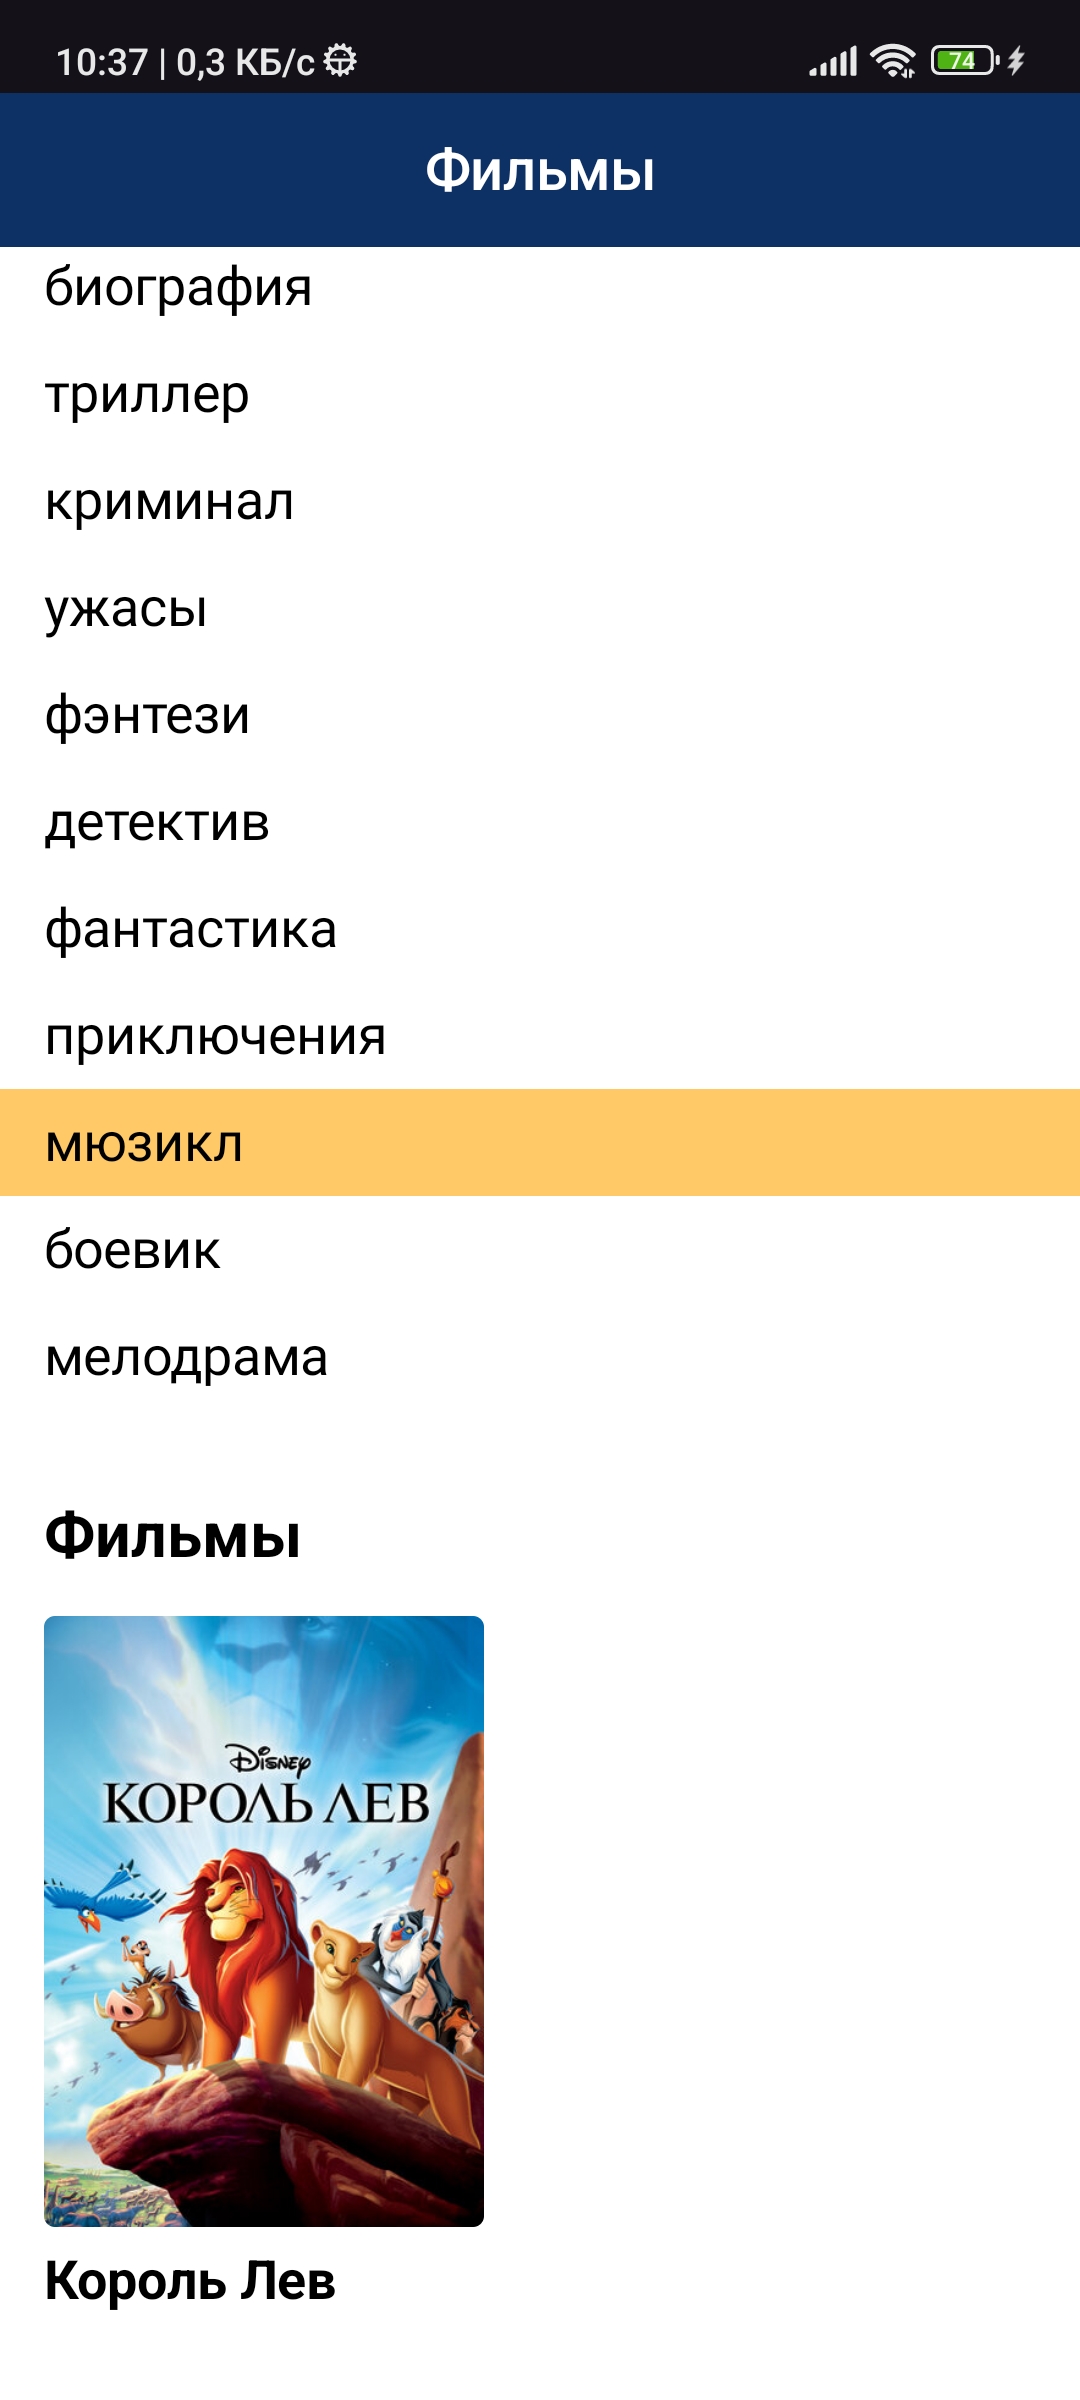 10:37 | 0,3 КБ/с
74
Фильмы
биография
триллер
криминал
ужасы
фэнтези
детектив
фантастика
приключения
мюзикл
боевик
мелодрама
Фильмы
Disney
КОРОЛЬ ЛЕВ
Король Лев